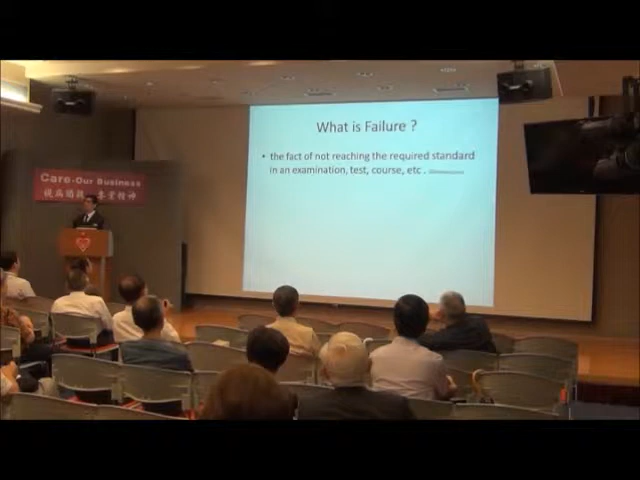 What is Failure ?
• the fact of not reaching the required standard
in an examination, test, course, etc .
Care-Our Business